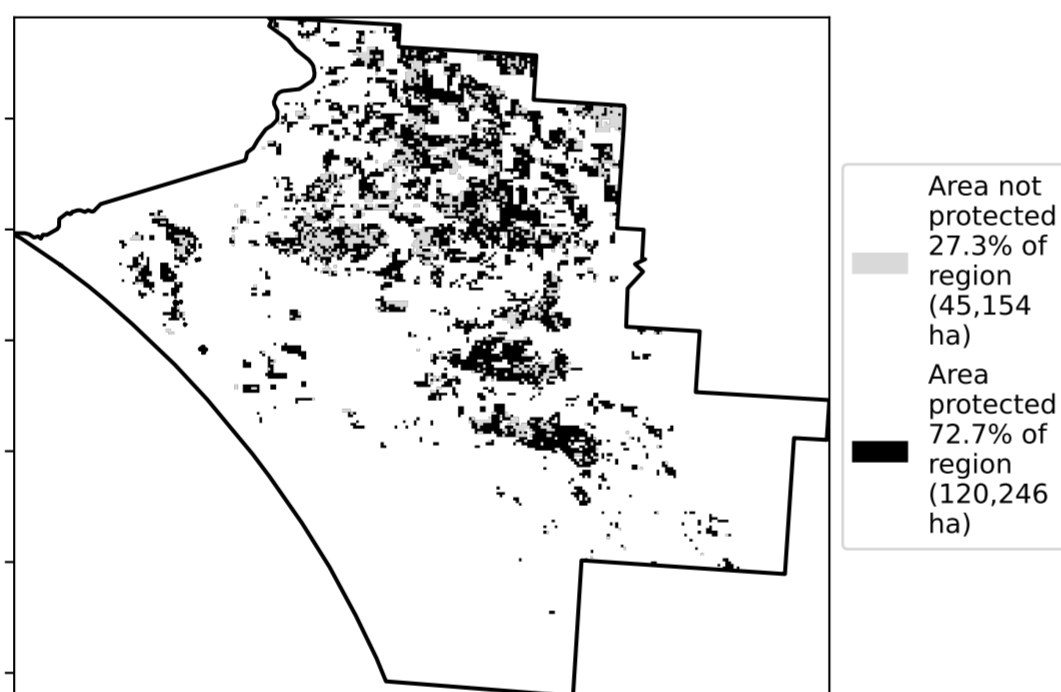 Area not
protected
27.3% of
region
(45,154
ha)
Area
protected
72.7% of
region
(120,246
ha)